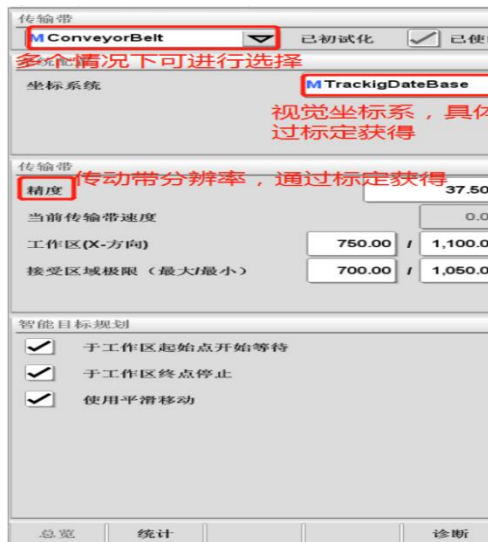 传输带
M ConveyorBelt 已初试化 已使
多个情况下可进行选择
坐标系统 M TrackigDateBase
视觉坐标系，具体
过标定获得
传输带
传动带分辨率，通过标定获得
精度 37.50
当前传输带速度 0.0
工作区(X-方向) 750.00 / 1,100.0
接受区域极限（最大/最小） 700.00 / 1,050.0
智能目标规划
于工作区起始点开始等待
于工作区终点停止
使用平滑移动
总览 统计 诊断